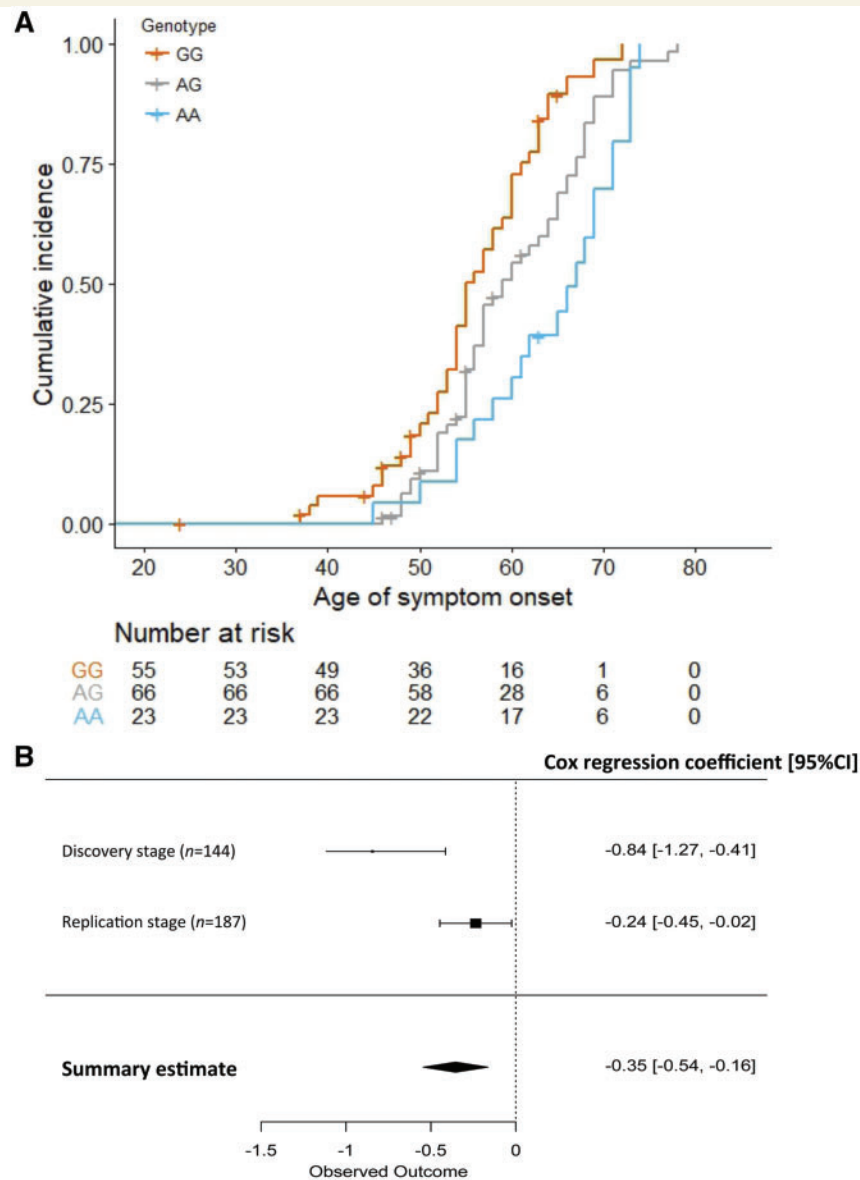 A
Genotype
GG
AG
AA
1.00
0.75
0.50
0.25
0.00
Cumulative incidence
20 30 40 50 60 70 80
Age of symptom onset
Number at risk
GG 55 53 49 36 16 1 0
AG 66 66 66 58 28 6 0
AA 23 23 23 22 17 6 0
B
Cox regression coefficient [95%CI]
Discovery stage (n=144) -0.84 [-1.27, -0.41]
Replication stage (n=187) -0.24 [-0.45, -0.02]
Summary estimate -0.35 [-0.54, -0.16]
-1.5 -1 -0.5 0
Observed Outcome